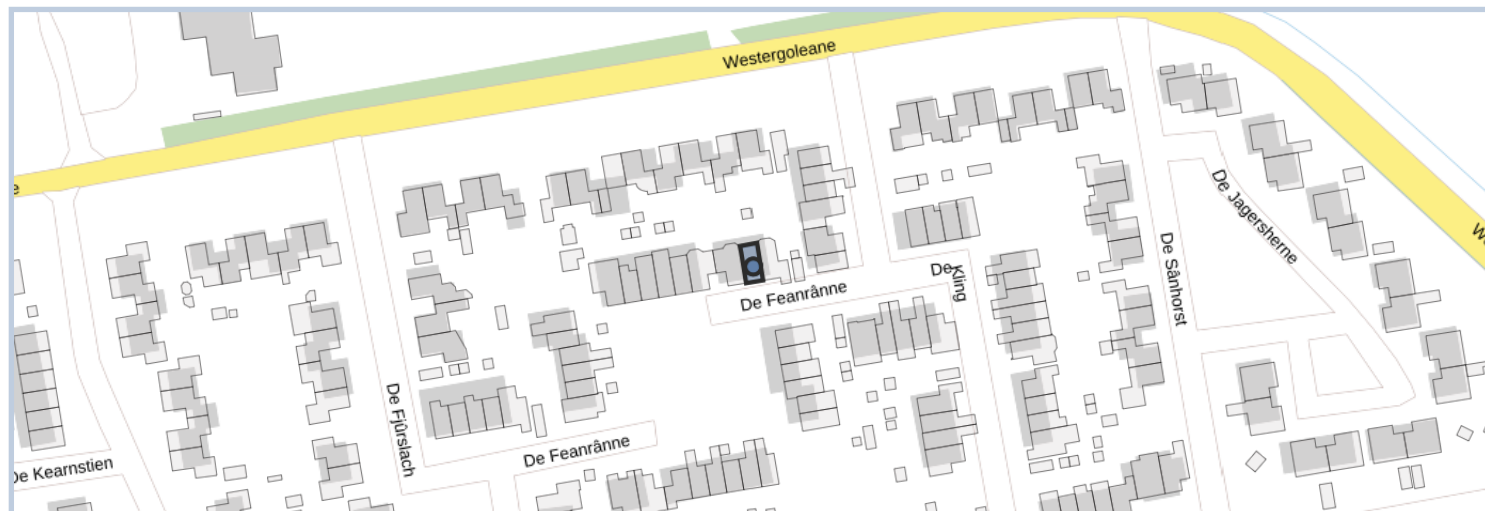 Westergoleane
e
De Jagersherne
De Sânhorst
De Kling
De Feanrânne
De Fjûrslach
De Feanrânne
De Kearnstien